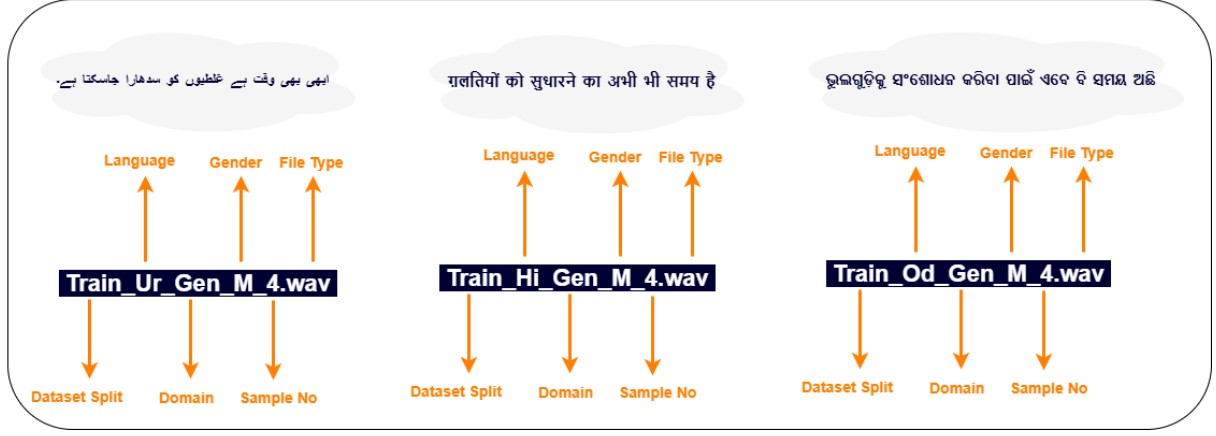 ابھی بھی وقت ہے غلطیوں کو سدھارا جاسکتا ہے۔
Language Gender File Type
Train_Ur_Gen_M_4.wav
Dataset Split Domain Sample No
ग़लतियों को सुधारने का अभी भी समय है
Language Gender File Type
Train_Hi_Gen_M_4.wav
Dataset Split Domain Sample No
ଭୁଲଗୁଡ଼ିକୁ ସଂଶୋଧନ କରିବା ପାଇଁ ଏବେ ବି ସମୟ ଅଛି
Language Gender File Type
Train_Od_Gen_M_4.wav
Dataset Split Domain Sample No